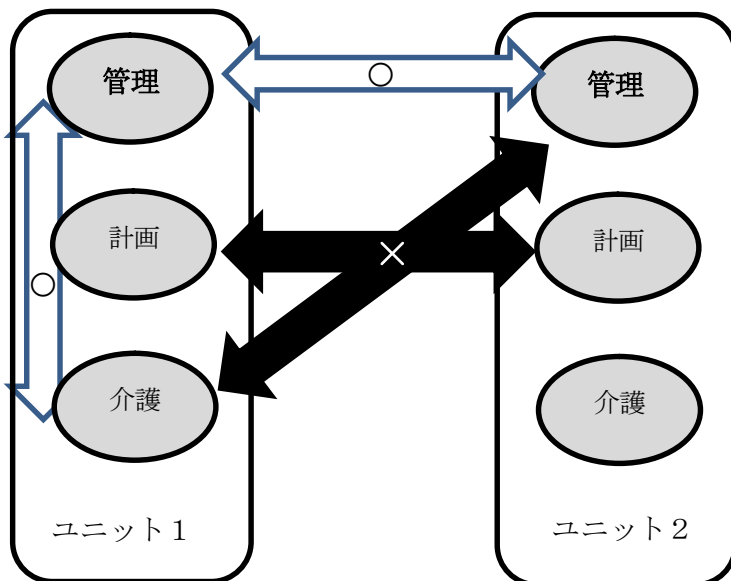 管理
管理
○
計画
計画
×
○
介護
介護
ユニット1
ユニット2